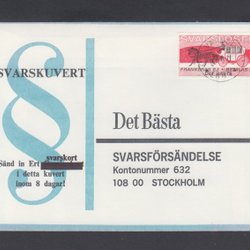 SVARSKUVERT
SVARSPOST
Det Bästa
svarskort
Sänd in Ert
i detta kuvert
inom 8 dagar!
SVARSFÖRSÄNDELSE
Kontonummer 632
108 00 STOCKHOLM